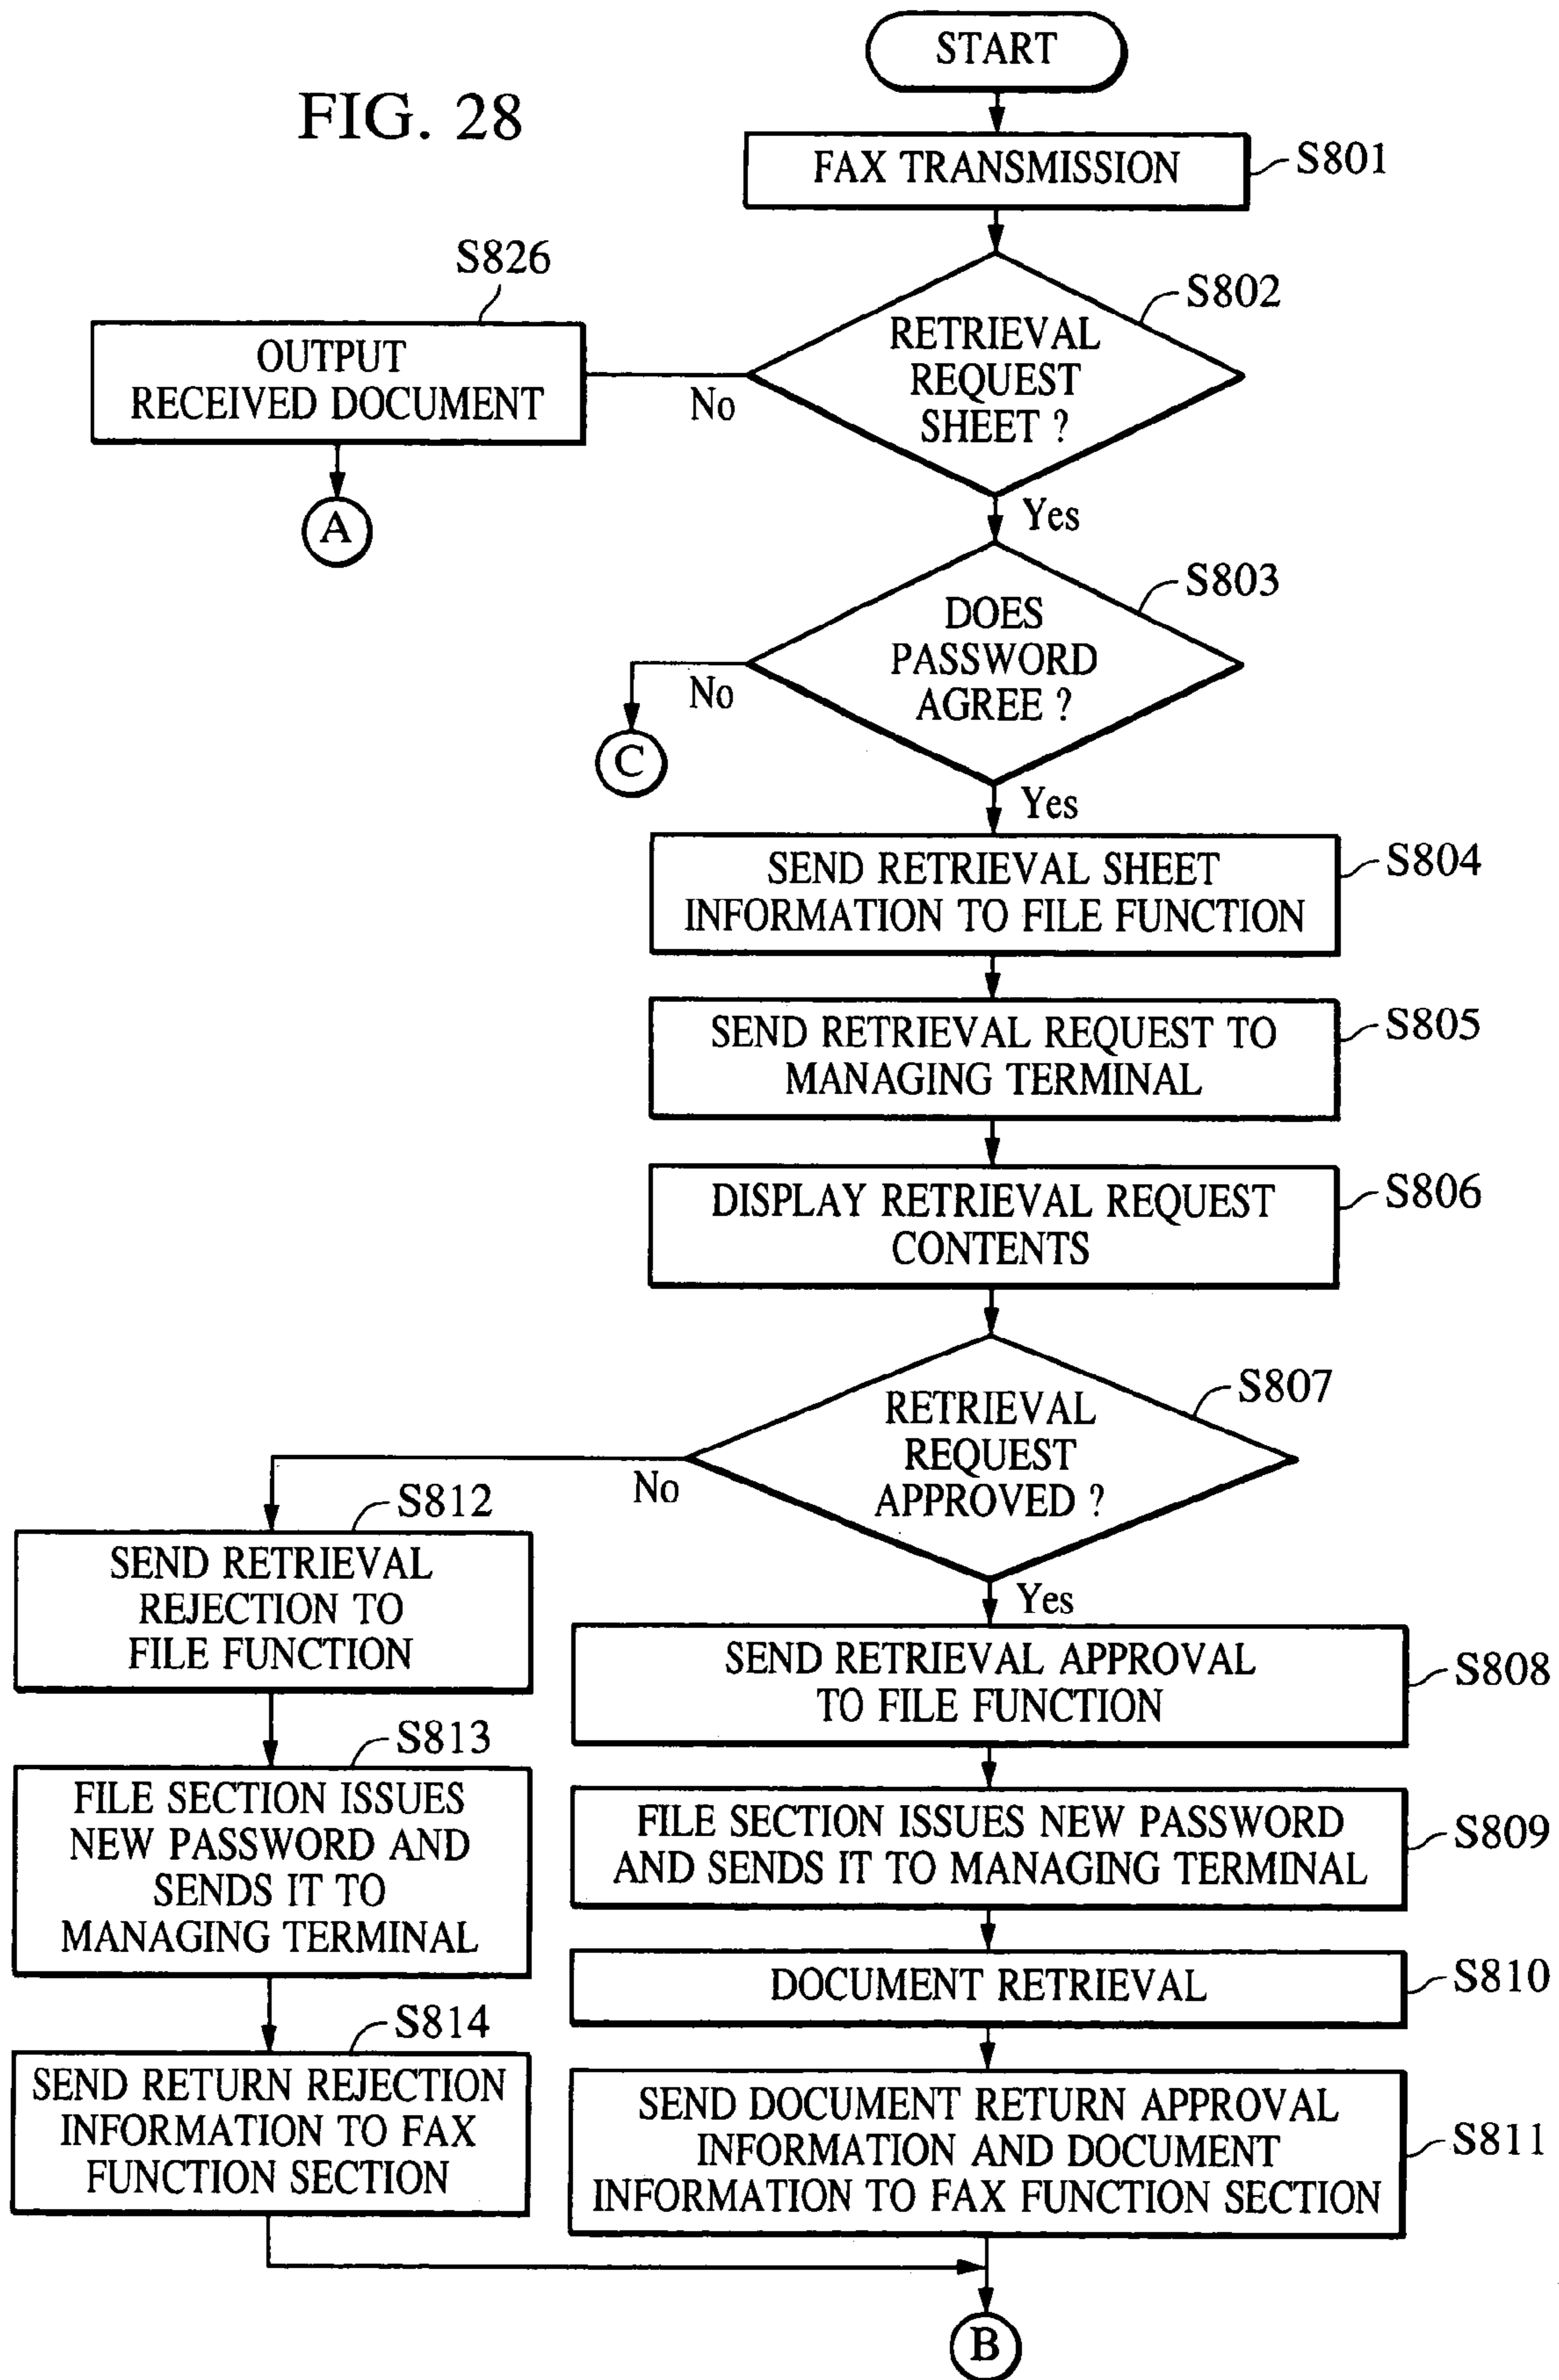 START
FIG. 28
FAX TRANSMISSION
S801
S826
S802
OUTPUT
RECEIVED DOCUMENT
RETRIEVAL
REQUEST
SHEET ?
No
A
Yes
S803
DOES
PASSWORD
AGREE ?
No
C
Yes
SEND RETRIEVAL SHEET
INFORMATION TO FILE FUNCTION
S804
SEND RETRIEVAL REQUEST TO
MANAGING TERMINAL
S805
DISPLAY RETRIEVAL REQUEST
CONTENTS
S806
S807
RETRIEVAL
REQUEST
APPROVED ?
No
Yes
S812
SEND RETRIEVAL
REJECTION TO
FILE FUNCTION
SEND RETRIEVAL APPROVAL
TO FILE FUNCTION
S808
S813
FILE SECTION ISSUES
NEW PASSWORD AND
SENDS IT TO
MANAGING TERMINAL
FILE SECTION ISSUES NEW PASSWORD
AND SENDS IT TO MANAGING TERMINAL
S809
DOCUMENT RETRIEVAL
S810
S814
SEND RETURN REJECTION
INFORMATION TO FAX
FUNCTION SECTION
SEND DOCUMENT RETURN APPROVAL
INFORMATION AND DOCUMENT
INFORMATION TO FAX FUNCTION SECTION
S811
B